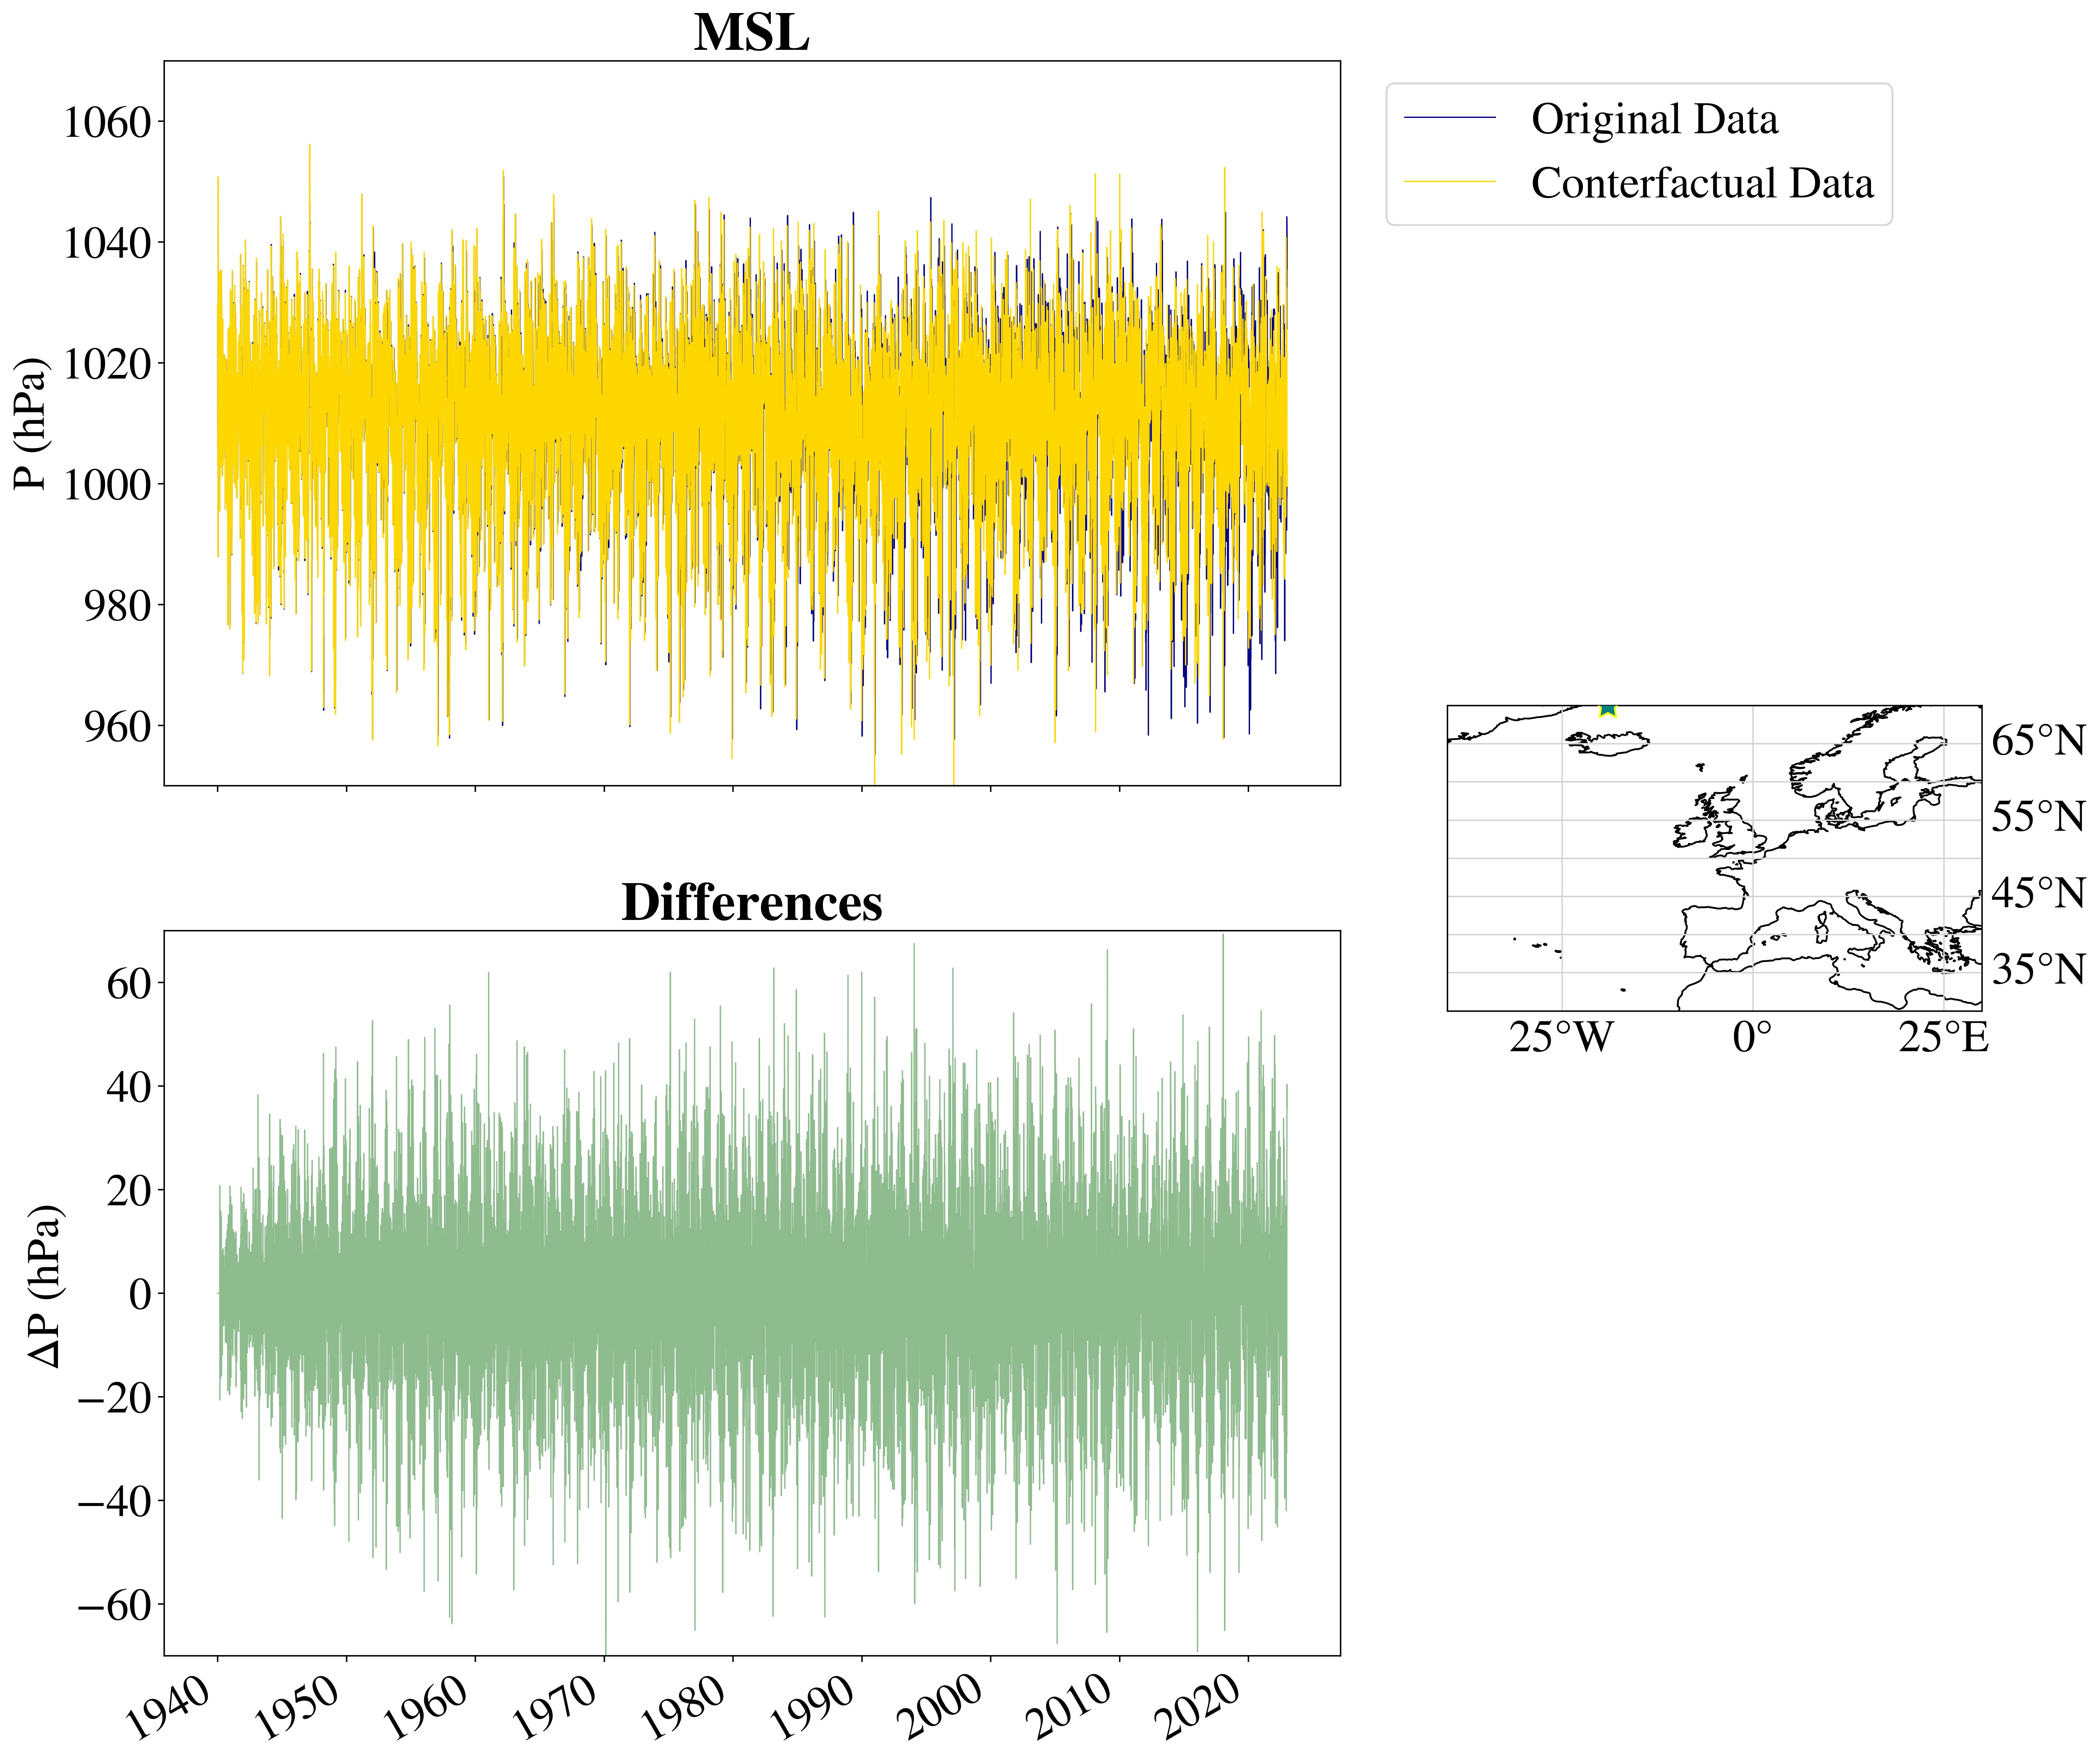 MSL
1060
1040
1020
1000
980
960
P (hPa)
Original Data
Conterfactual Data
65°N
55°N
45°N
35°N
25°W 0° 25°E
Differences
60
40
20
0
−20
−40
−60
ΔP (hPa)
1940 1950 1960 1970 1980 1990 2000 2010 2020